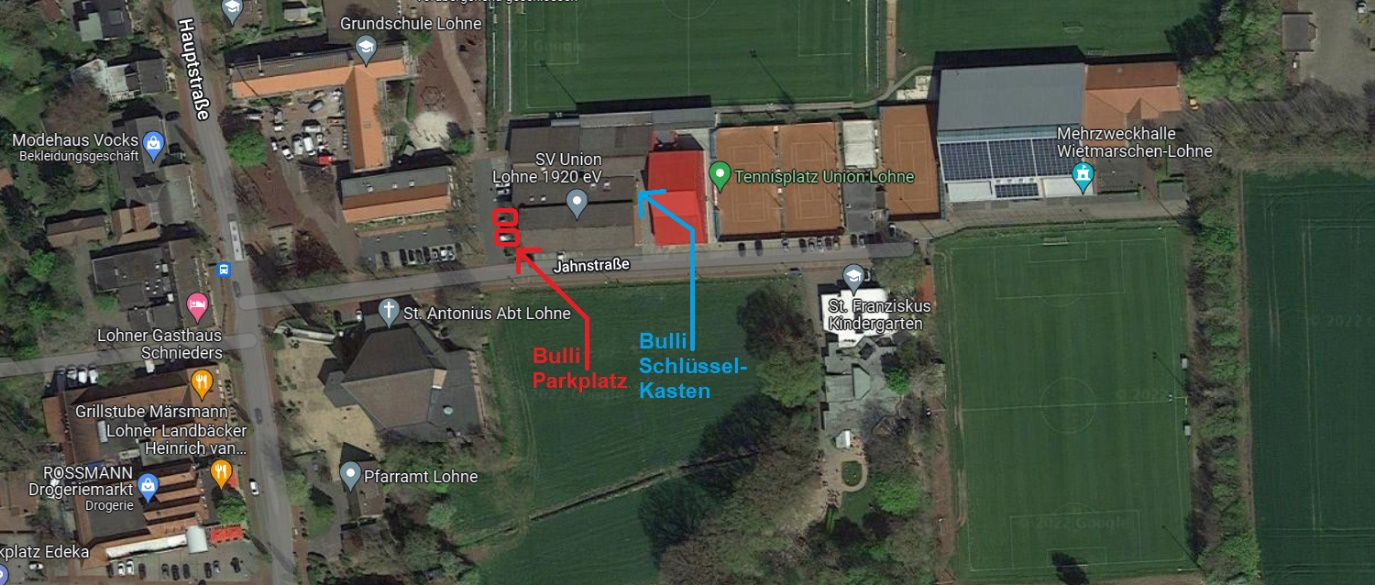 Grundschule Lohne
Hauptstraße
Modehaus Vocks
Bekleidungsgeschäft
SV Union
Lohne 1920 eV
Tennisplatz Union Lohne
Mehrzweckhalle
Wietmarschen-Lohne
Jahnstraße
St. Antonius Abt Lohne
St. Franziskus
Kindergarten
Lohner Gasthaus
Schnieders
Bulli
Parkplatz
Bulli
Schlüssel-
Kasten
Grillstube Märsmann
Lohner Landbäcker
Heinrich van...
ROSSMANN
Drogeriemarkt
Drogerie
Pfarramt Lohne
kplatz Edeka